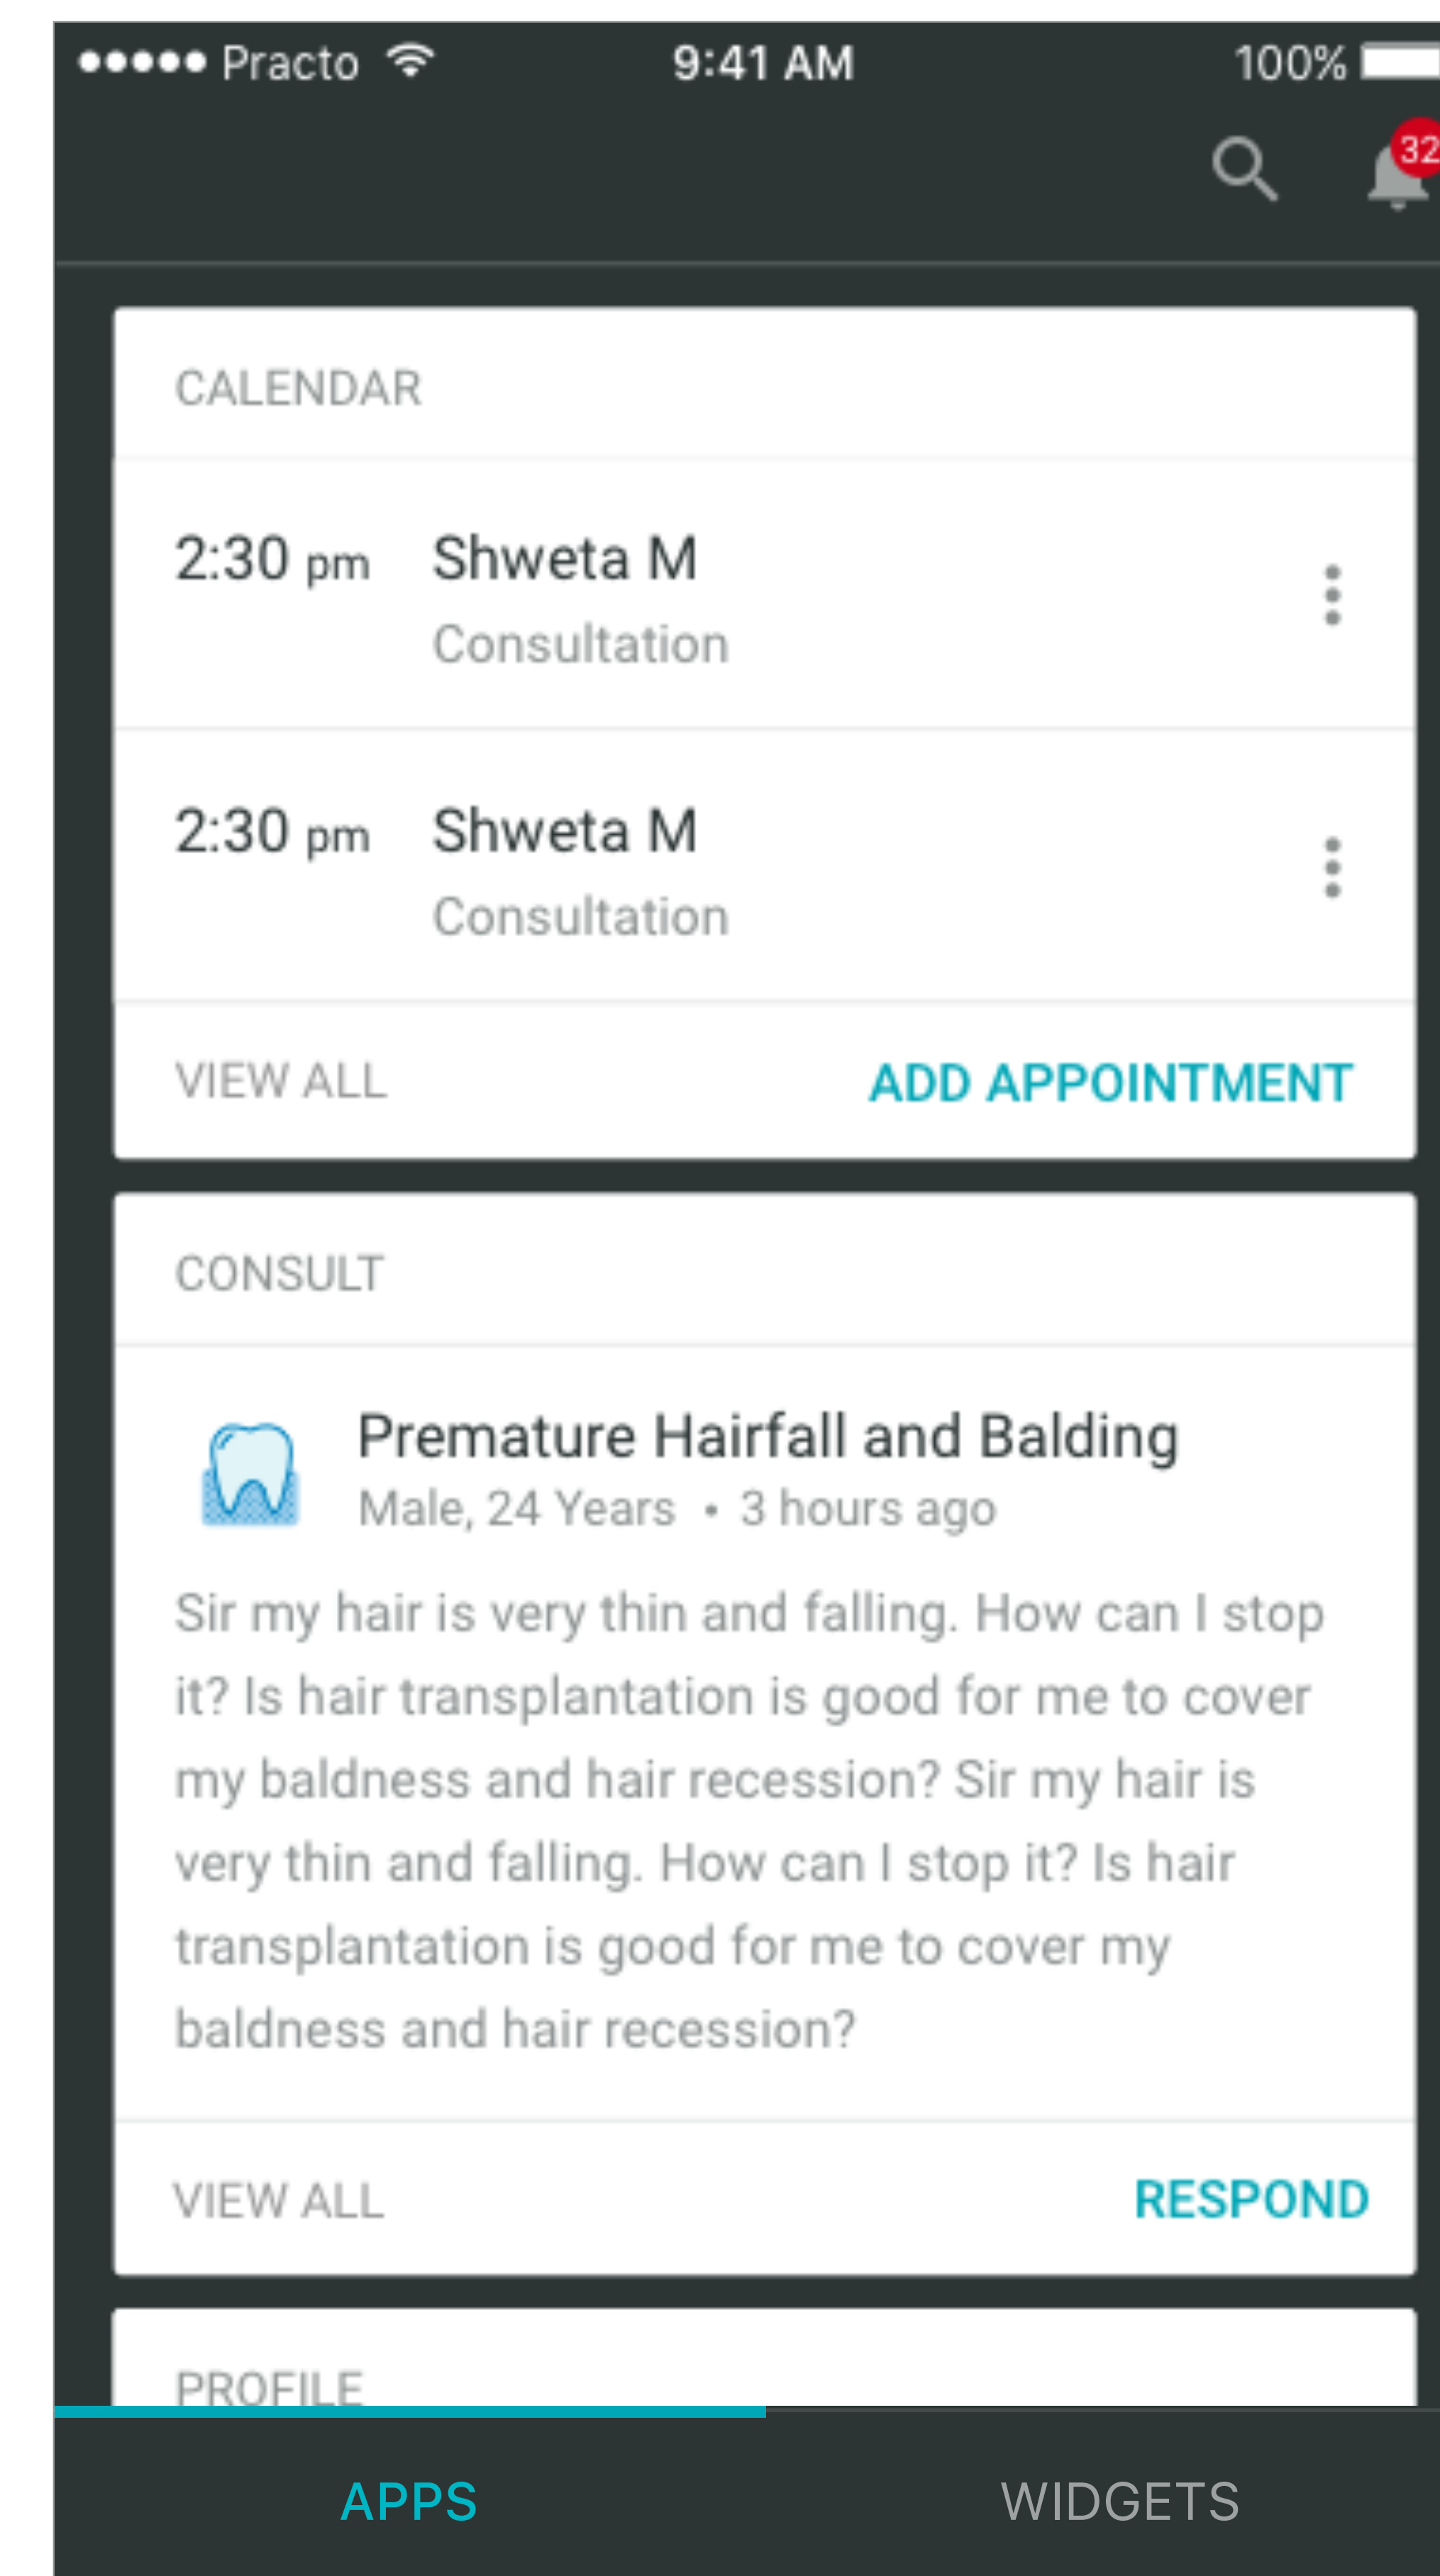 Practo 9:41 AM 100%
32
CALENDAR
2:30 pm Shweta M
Consultation
2:30 pm Shweta M
Consultation
VIEW ALL ADD APPOINTMENT
CONSULT
Premature Hairfall and Balding
Male, 24 Years • 3 hours ago
Sir my hair is very thin and falling. How can I stop
it? Is hair transplantation is good for me to cover
my baldness and hair recession? Sir my hair is
very thin and falling. How can I stop it? Is hair
transplantation is good for me to cover my
baldness and hair recession?
VIEW ALL RESPOND
PROFILE
APPS WIDGETS